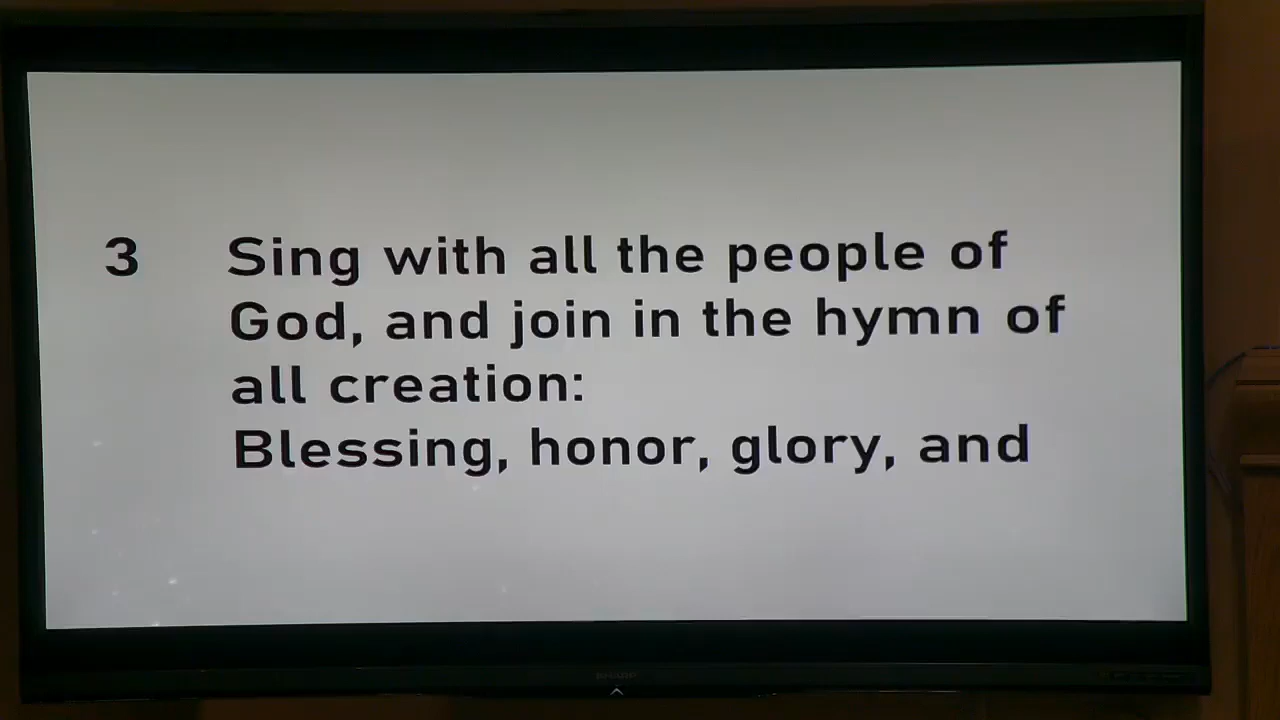 3 Sing with all the people of
God, and join in the hymn of
all creation:
Blessing, honor, glory, and